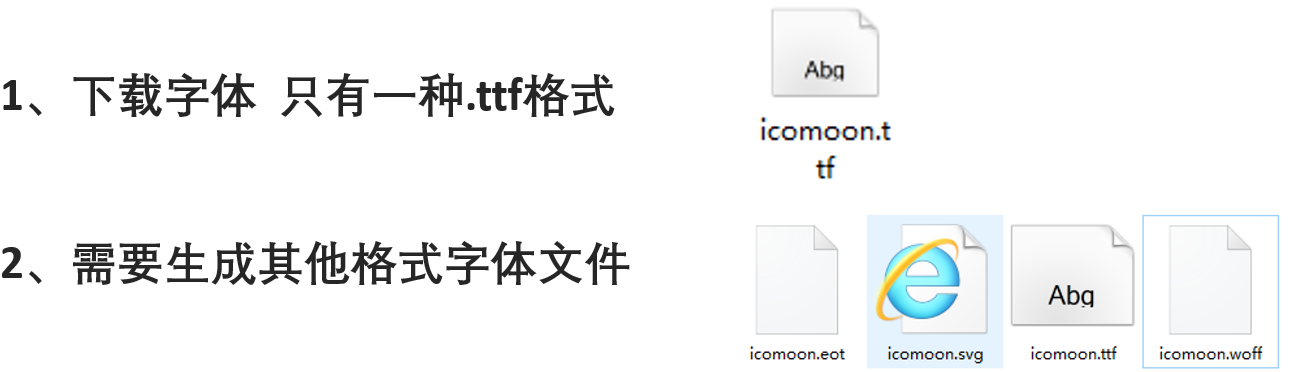 1、下载字体 只有一种.ttf格式
Abg
icomoon.t
tf
2、需要生成其他格式字体文件
Abg
icomoon.eot icomoon.svg icomoon.ttf icomoon.woff